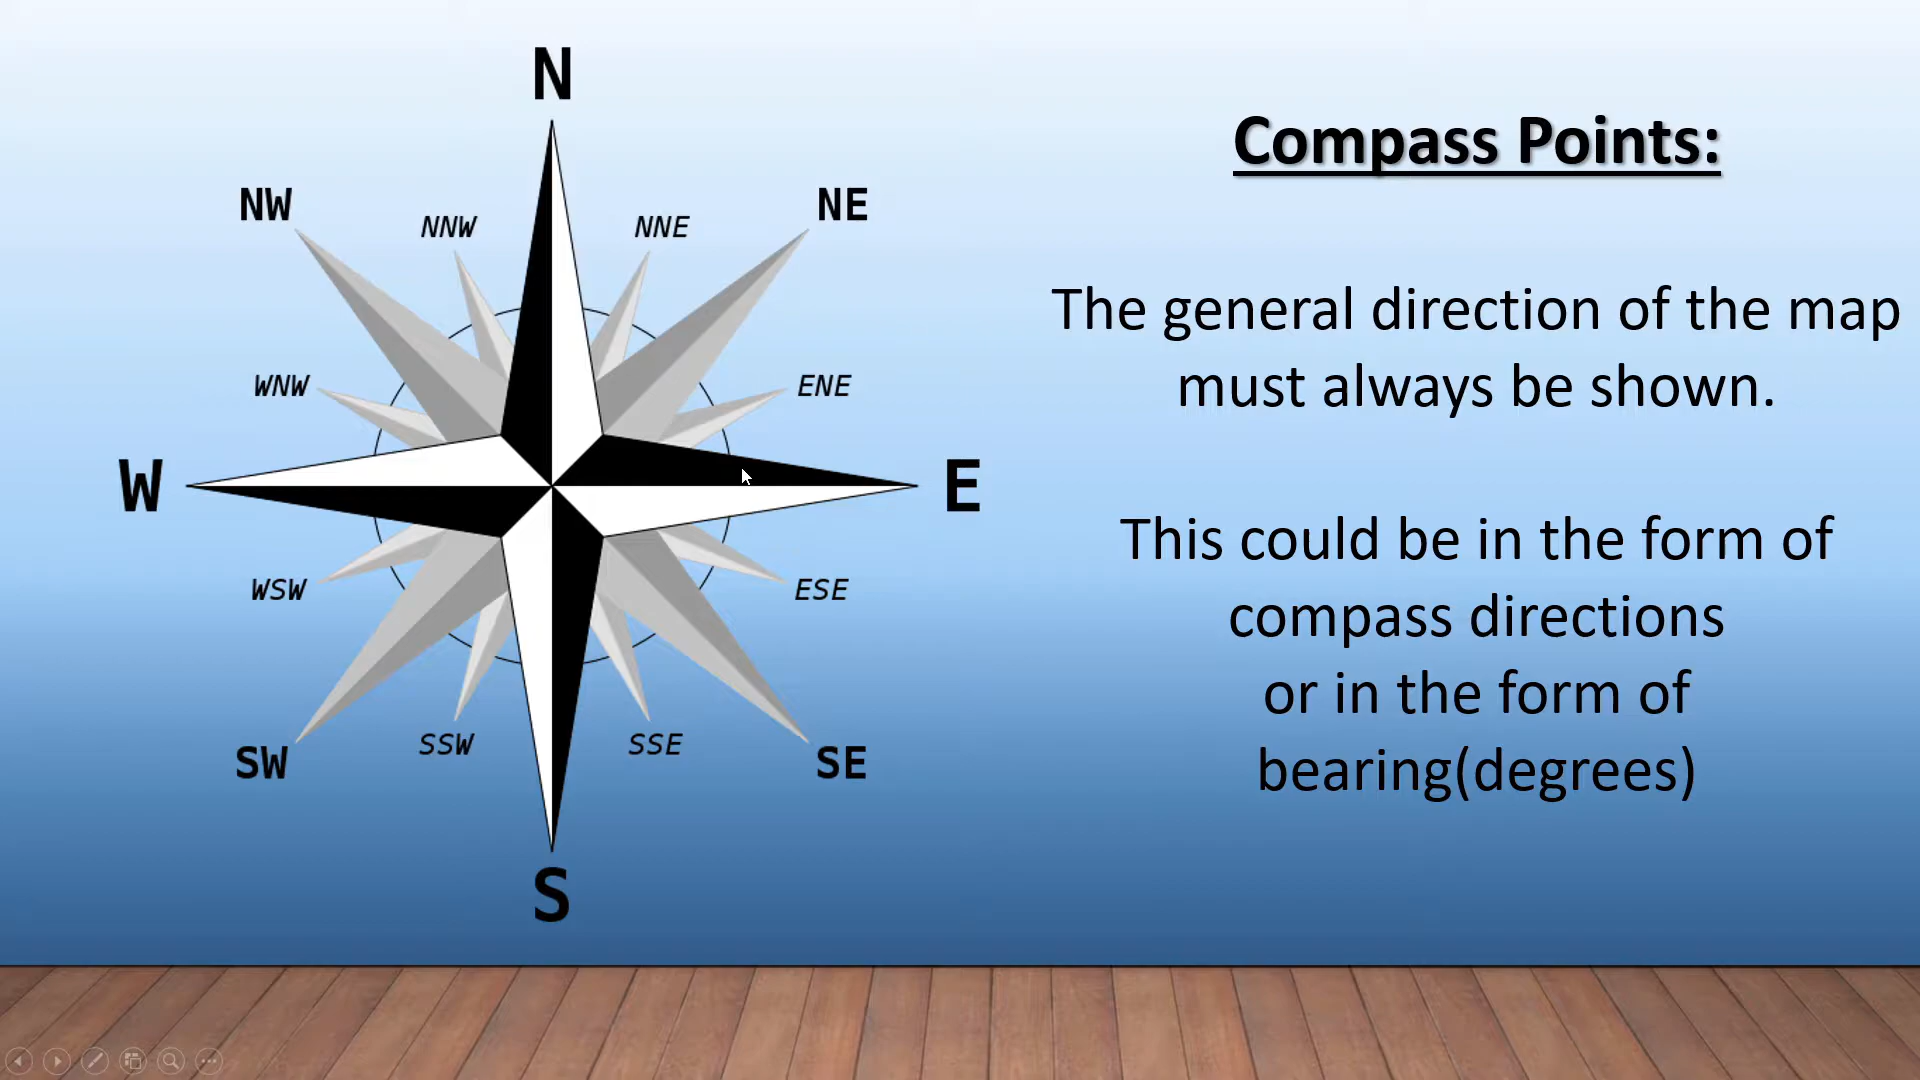 N
NW
NNW
NNE
NE
WNW
ENE
W
E
WSW
ESE
SW
SSW
SSE
SE
S
Compass Points:
The general direction of the map
must always be shown.
This could be in the form of
compass directions
or in the form of
bearing(degrees)